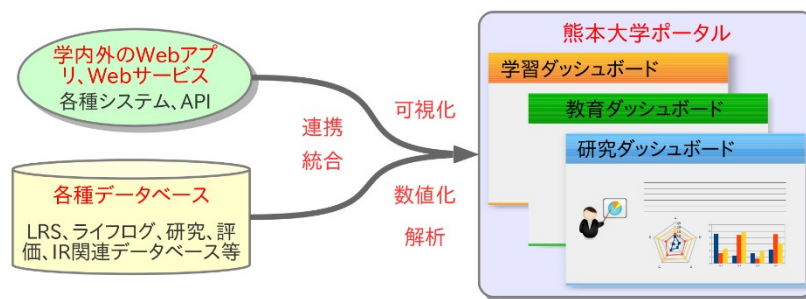 学内外のWebアプ
リ、Webサービス
各種システム、API
各種データベース
LRS、ライフログ、研究、評
価、IR関連データベース等
連携
統合
可視化
数値化
解析
熊本大学ポータル
学習ダッシュボード
教育ダッシュボード
研究ダッシュボード